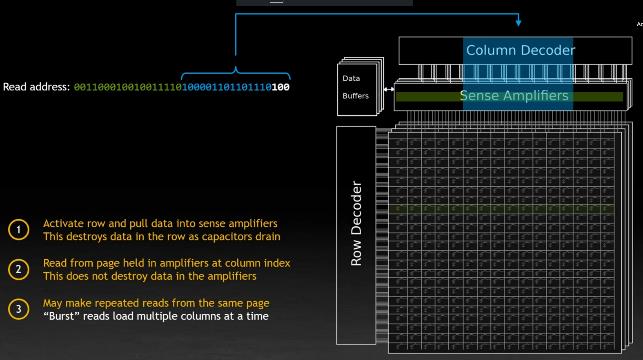 Column Decoder
Data
Buffers
Sense Amplifiers
Read address: 001100010010011110100001101101110100
Row Decoder
1 Activate row and pull data into sense amplifiers
This destroys data in the row as capacitors drain
2 Read from page held in amplifiers at column index
This does not destroy data in the amplifiers
3 May make repeated reads from the same page
“Burst” reads load multiple columns at a time